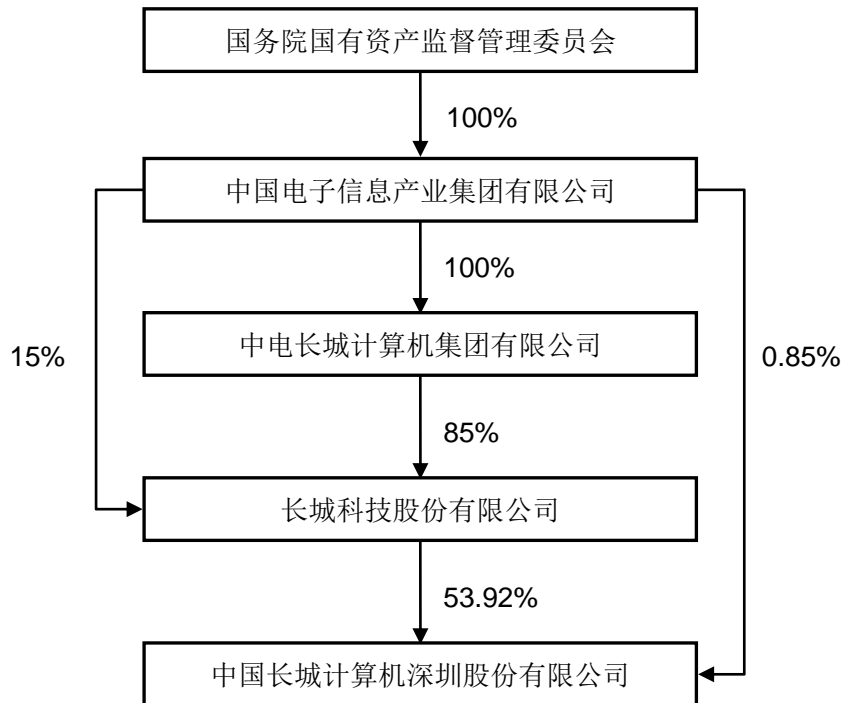 国务院国有资产监督管理委员会
100%
中国电子信息产业集团有限公司
100%
中电长城计算机集团有限公司
15%
0.85%
85%
长城科技股份有限公司
53.92%
中国长城计算机深圳股份有限公司